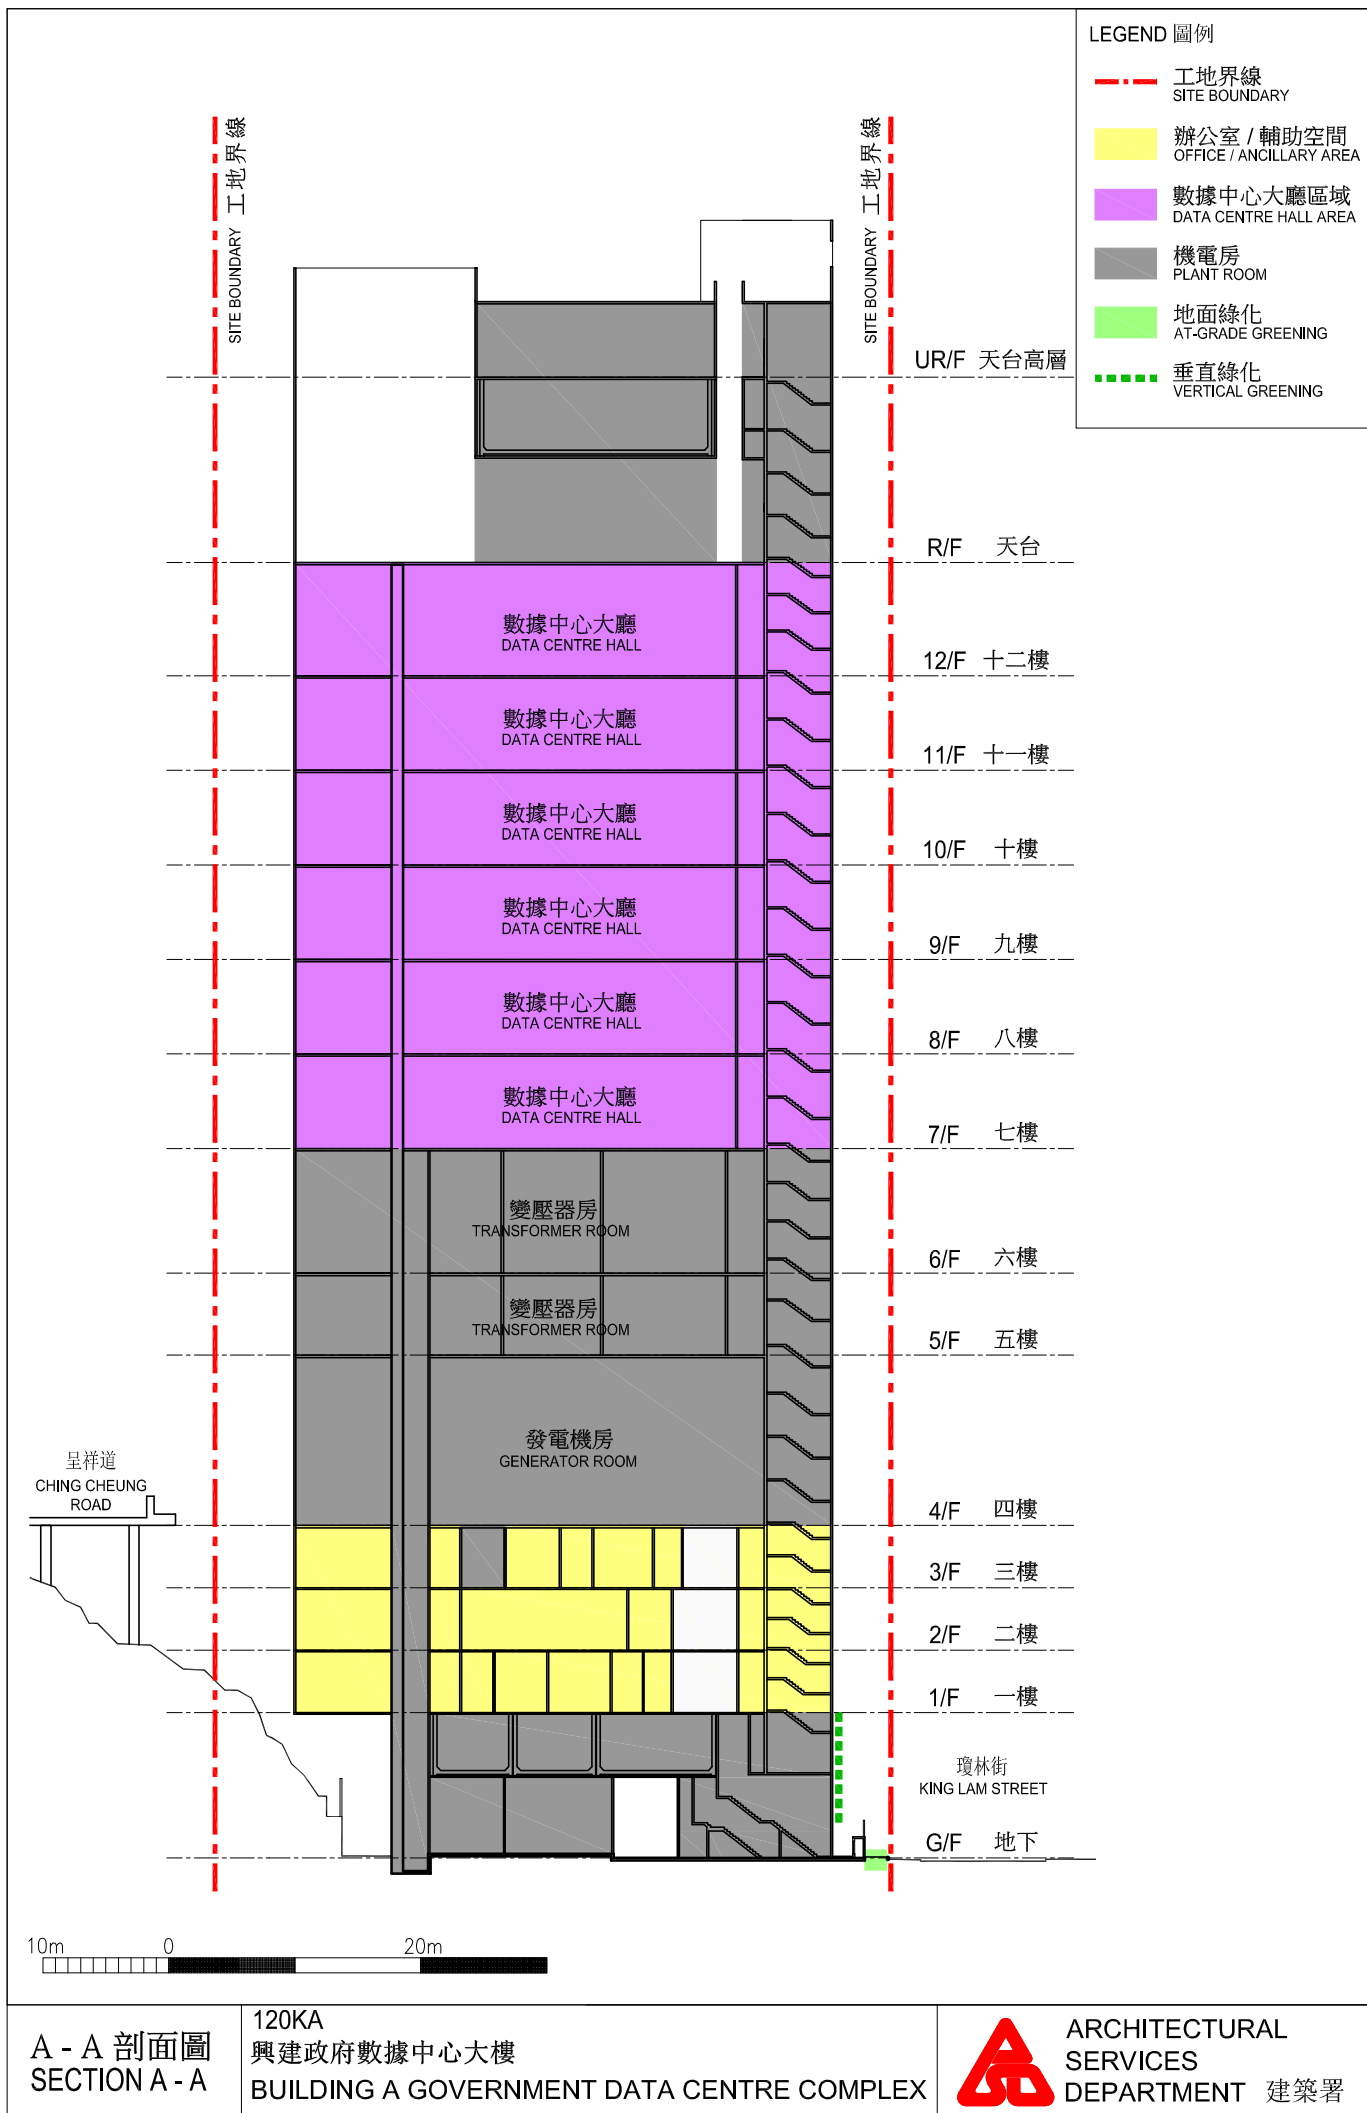 LEGEND 圖例
工地界線
SITE BOUNDARY
辦公室 / 輔助空間
OFFICE / ANCILLARY AREA
數據中心大廳區域
DATA CENTRE HALL AREA
機電房
PLANT ROOM
地面綠化
AT-GRADE GREENING
垂直綠化
VERTICAL GREENING
SITE BOUNDARY 工地界線
SITE BOUNDARY 工地界線
UR/F 天台高層
R/F 天台
數據中心大廳
DATA CENTRE HALL
12/F 十二樓
數據中心大廳
DATA CENTRE HALL
11/F 十一樓
數據中心大廳
DATA CENTRE HALL
10/F 十樓
數據中心大廳
DATA CENTRE HALL
9/F 九樓
數據中心大廳
DATA CENTRE HALL
8/F 八樓
數據中心大廳
DATA CENTRE HALL
7/F 七樓
變壓器房
TRANSFORMER ROOM
6/F 六樓
變壓器房
TRANSFORMER ROOM
5/F 五樓
發電機房
GENERATOR ROOM
呈祥道
CHING CHEUNG
ROAD
4/F 四樓
3/F 三樓
2/F 二樓
1/F 一樓
瓊林街
KING LAM STREET
G/F 地下
10m 0 20m
A - A 剖面圖
SECTION A - A
120KA
興建政府數據中心大樓
BUILDING A GOVERNMENT DATA CENTRE COMPLEX
ARCHITECTURAL
SERVICES
DEPARTMENT 建築署